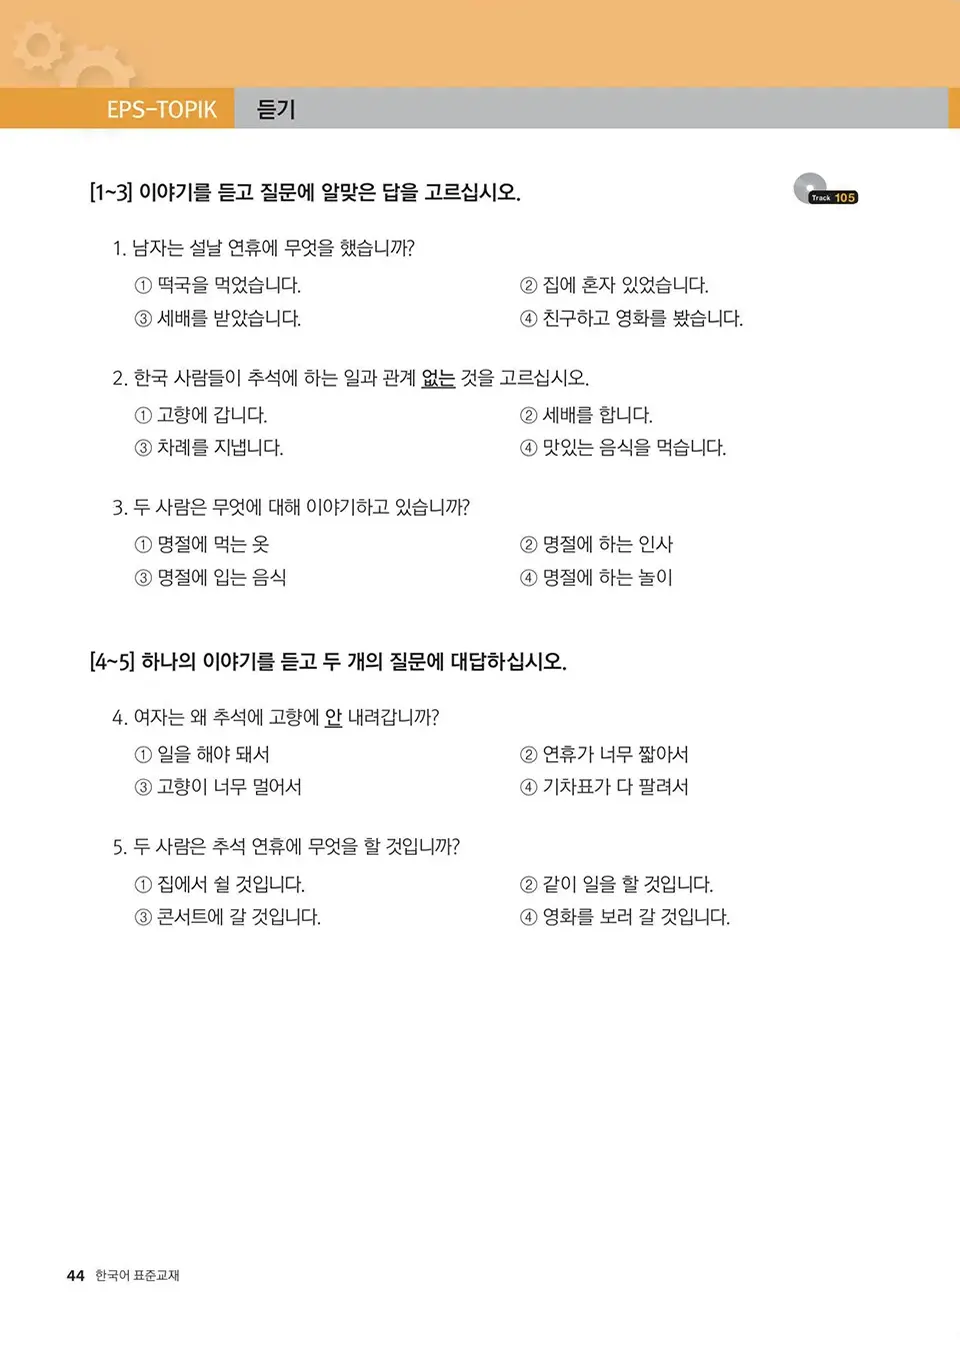 EPS-TOPIK 듣기
[1~3] 이야기를 듣고 질문에 알맞은 답을 고르십시오.
Track 105
1. 남자는 설날 연휴에 무엇을 했습니까?
① 떡국을 먹었습니다. ② 집에 혼자 있었습니다.
③ 세배를 받았습니다. ④ 친구하고 영화를 봤습니다.
2. 한국 사람들이 추석에 하는 일과 관계 없는 것을 고르십시오.
① 고향에 갑니다. ② 세배를 합니다.
③ 차례를 지냅니다. ④ 맛있는 음식을 먹습니다.
3. 두 사람은 무엇에 대해 이야기하고 있습니까?
① 명절에 먹는 옷 ② 명절에 하는 인사
③ 명절에 입는 음식 ④ 명절에 하는 놀이
[4~5] 하나의 이야기를 듣고 두 개의 질문에 대답하십시오.
4. 여자는 왜 추석에 고향에 안 내려갑니까?
① 일을 해야 돼서 ② 연휴가 너무 짧아서
③ 고향이 너무 멀어서 ④ 기차표가 다 팔려서
5. 두 사람은 추석 연휴에 무엇을 할 것입니까?
① 집에서 쉴 것입니다. ② 같이 일을 할 것입니다.
③ 콘서트에 갈 것입니다. ④ 영화를 보러 갈 것입니다.
44 한국어 표준교재